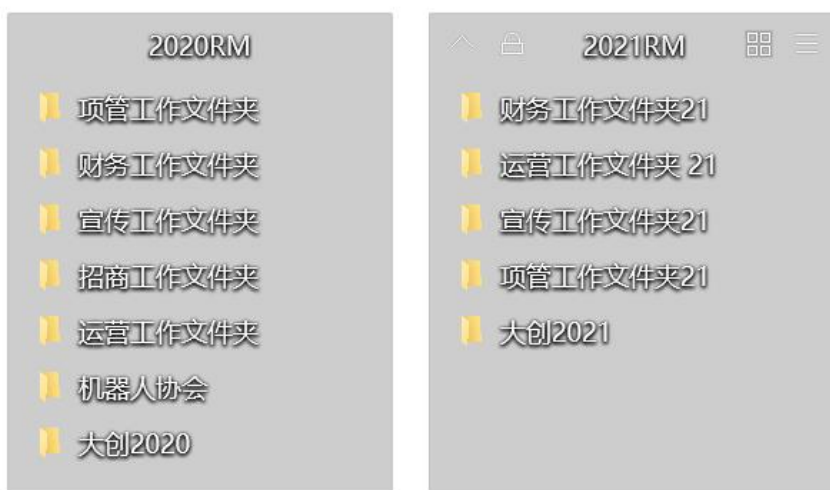 2020RM
项管工作文件夹
财务工作文件夹
宣传工作文件夹
招商工作文件夹
运营工作文件夹
机器人协会
大创2020
2021RM
财务工作文件夹21
运营工作文件夹 21
宣传工作文件夹21
项管工作文件夹21
大创2021